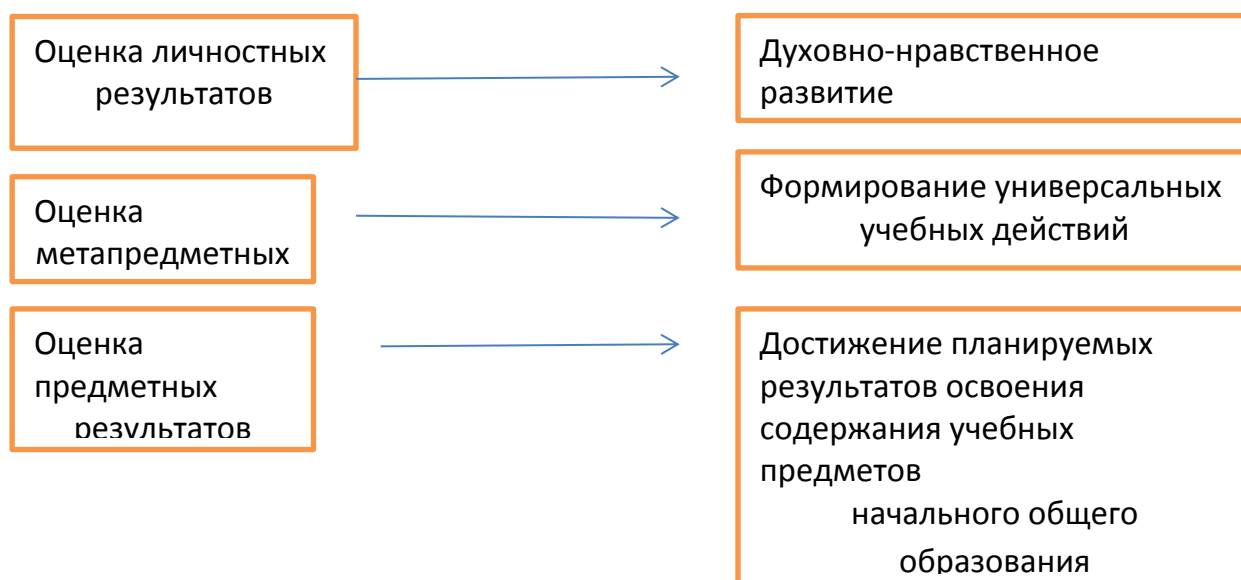 Оценка личностных
результатов
Духовно-нравственное
развитие
Оценка
метапредметных
Формирование универсальных
учебных действий
Оценка
предметных
результатов
Достижение планируемых
результатов освоения
содержания учебных
предметов
начального общего
образования